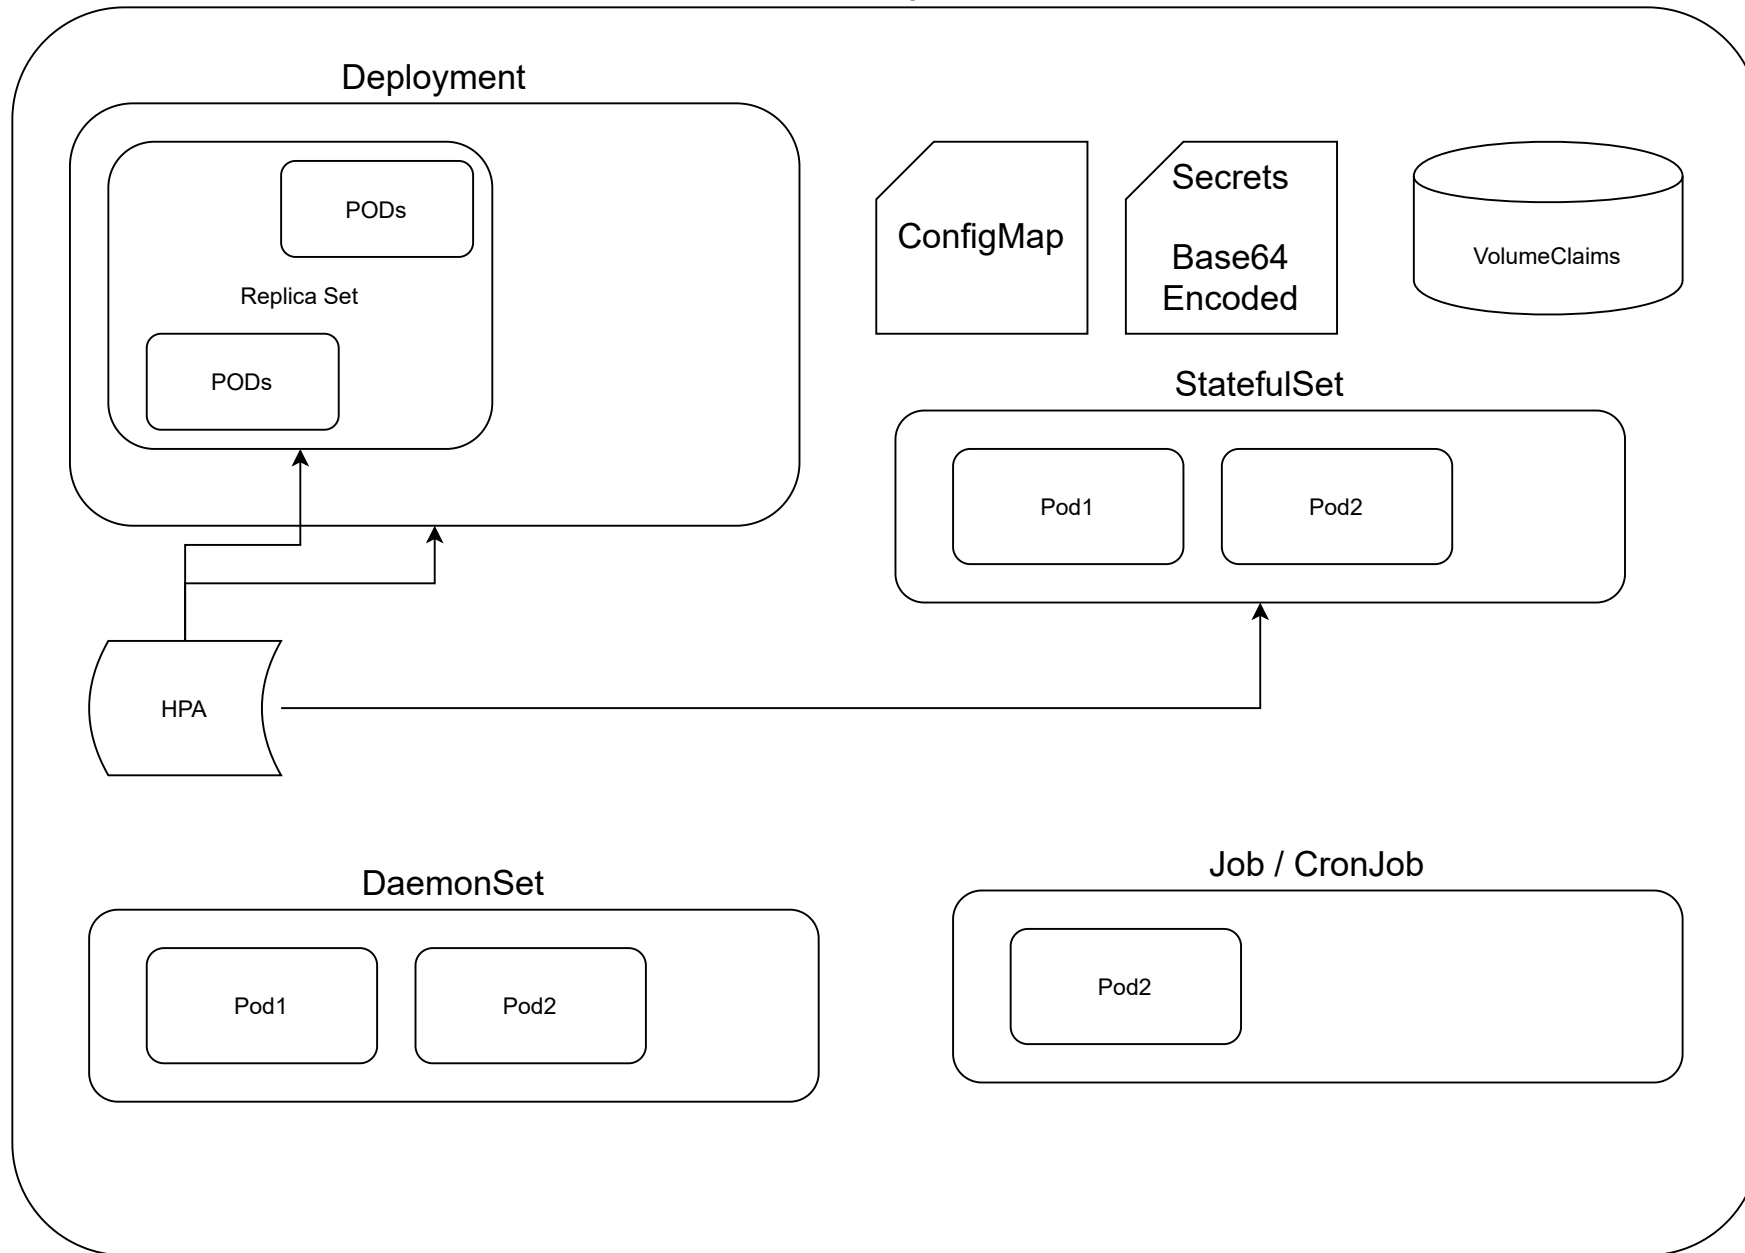 Deployment
PODs
Replica Set
PODs
ConfigMap
Secrets
Base64
Encoded
VolumeClaims
StatefulSet
Pod1
Pod2
HPA
DaemonSet
Pod1
Pod2
Job / CronJob
Pod2